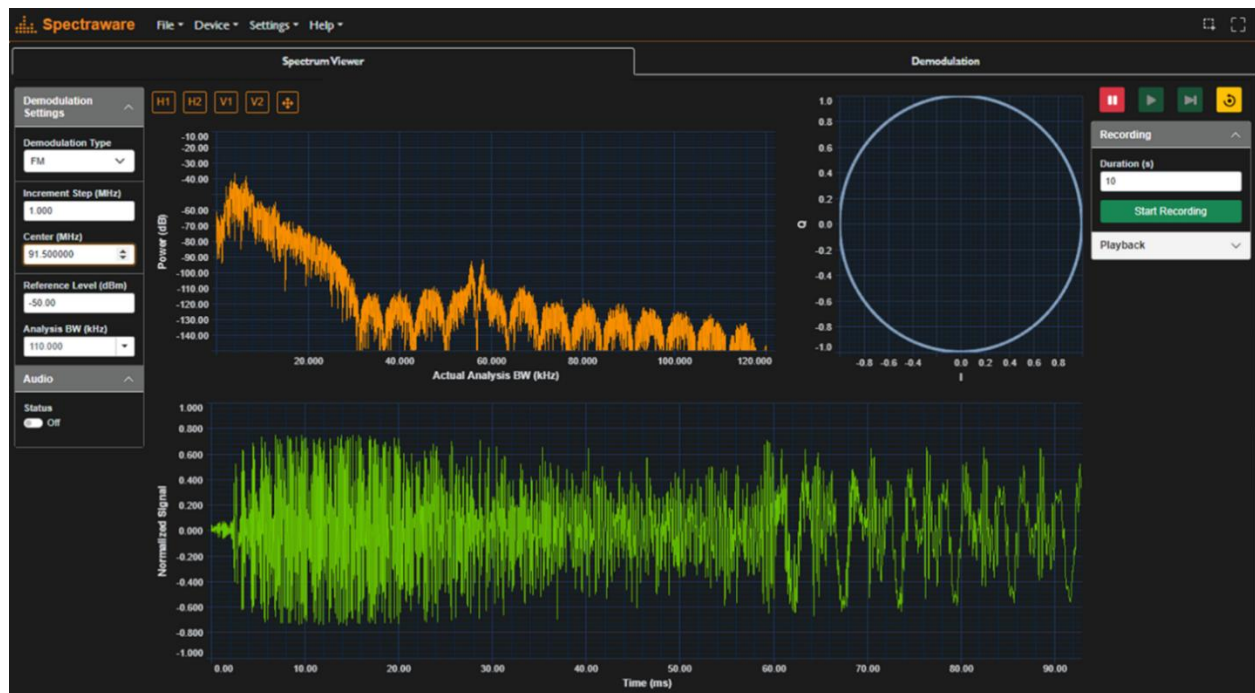 Spectraware File Device Settings Help
Spectrum Viewer Demodulation
Demodulation
Settings
Demodulation Type
FM
Increment Step (MHz)
1.000
Center (MHz)
91.500000
Reference Level (dBm)
-50.00
Analysis BW (kHz)
110.000
Audio
Status
Off
H1 H2 V1 V2
Power (dB)
-10.00
-20.00
-30.00
-40.00
-60.00
-70.00
-80.00
-90.00
-100.00
-110.00
-120.00
-130.00
-140.00
20.000 40.000 60.000 80.000 100.000 120.000
Actual Analysis BW (kHz)
Q
1.0
0.8
0.6
0.4
0.2
0.0
-0.2
-0.4
-0.6
-0.8
-1.0
-0.8 -0.6 -0.4 0.0 0.2 0.4 0.6 0.8
I
Recording
Duration (s)
10
Start Recording
Playback
Normalized Signal
1.000
0.800
0.600
0.400
0.200
0.000
-0.200
-0.400
-0.600
-0.800
-1.000
0.00 10.00 20.00 30.00 40.00 50.00 60.00 70.00 80.00 90.00
Time (ms)